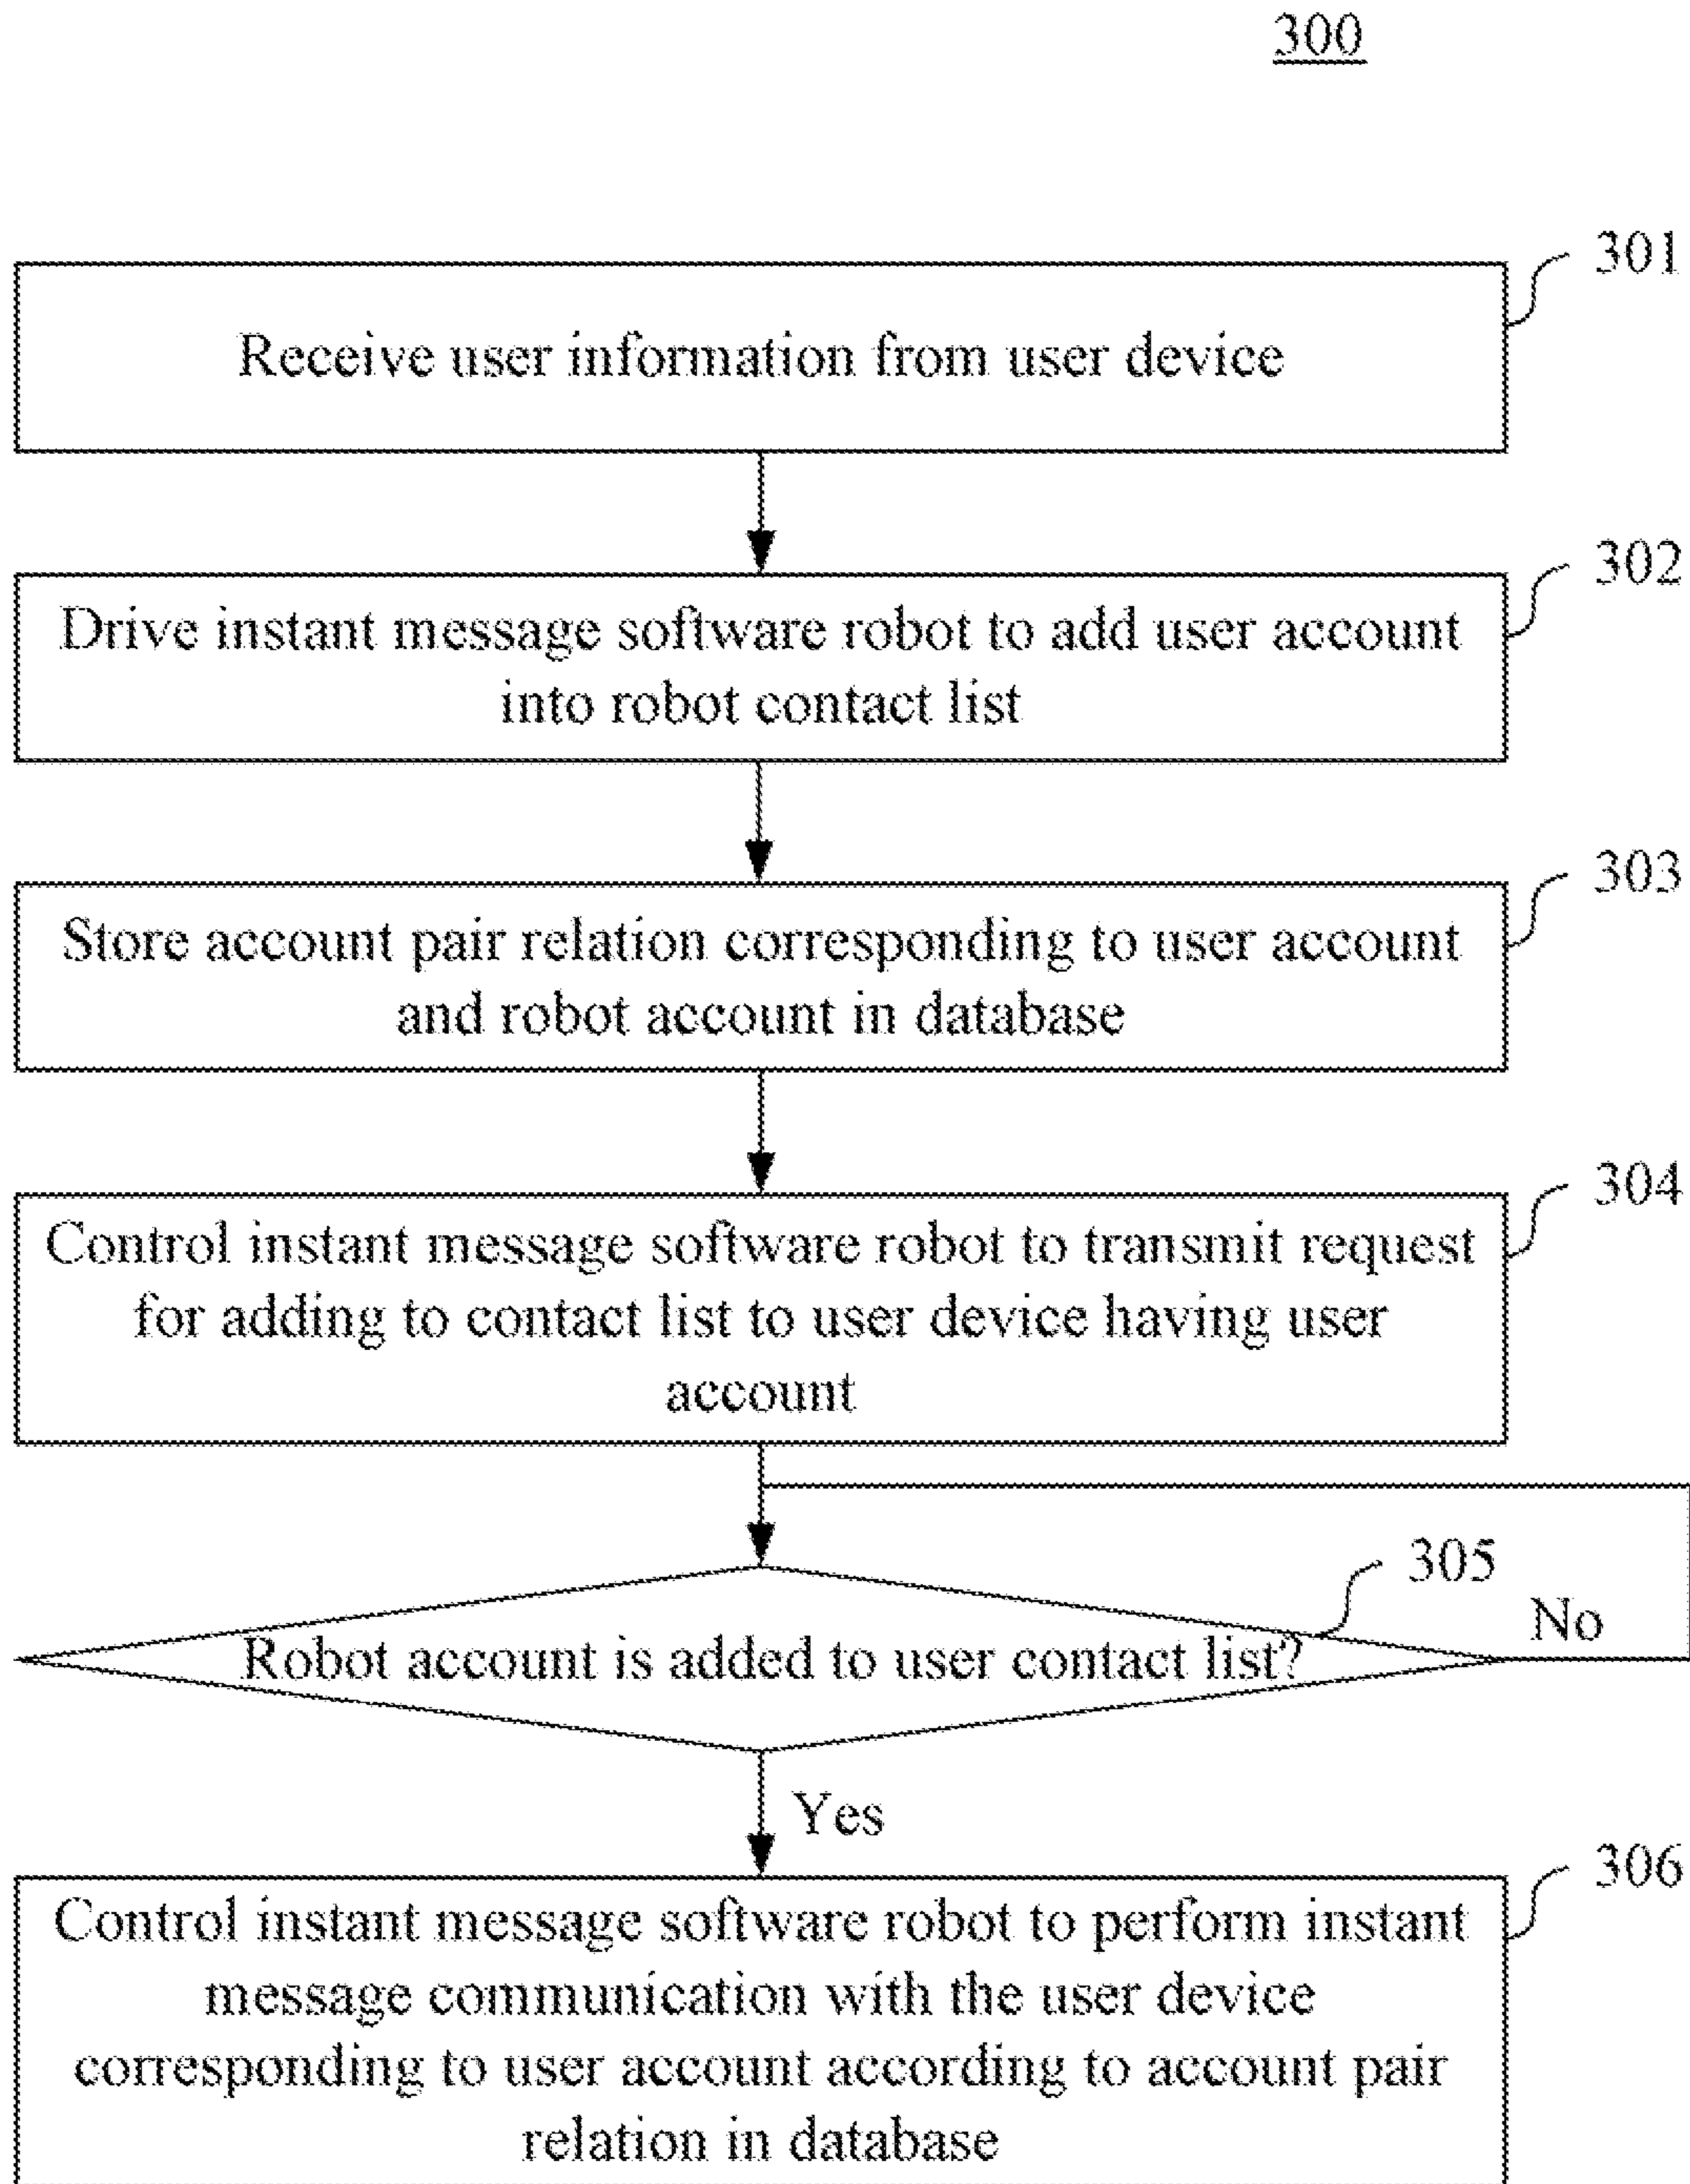 300
301
Receive user information from user device
302
Drive instant message software robot to add user account
into robot contact list
303
Store account pair relation corresponding to user account
and robot account in database
304
Control instant message software robot to transmit request
for adding to contact list to user device having user
account
305
No
Robot account is added to user contact list?
Yes
306
Control instant message software robot to perform instant
message communication with the user device
corresponding to user account according to account pair
relation in database